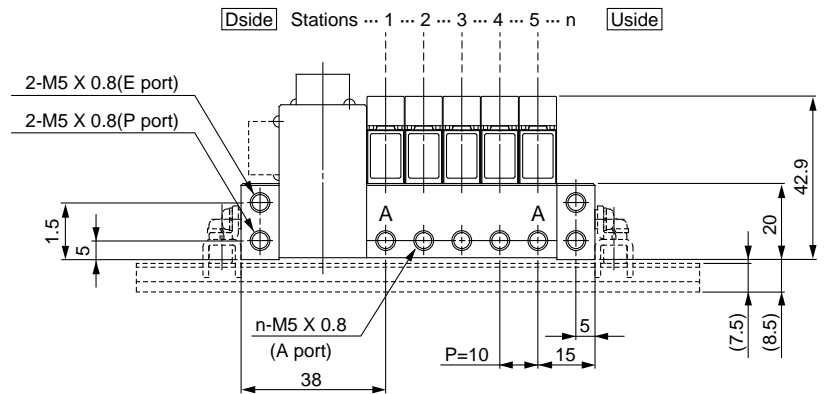 Dside Stations ··· 1 ··· 2 ··· 3 ··· 4 ··· 5 ··· n Uside
2-M5 X 0.8(E port)
2-M5 X 0.8(P port)
A A
1.5
5
42.9
20
n-M5 X 0.8
(A port)
P=10
15
5
(7.5)
(8.5)
38